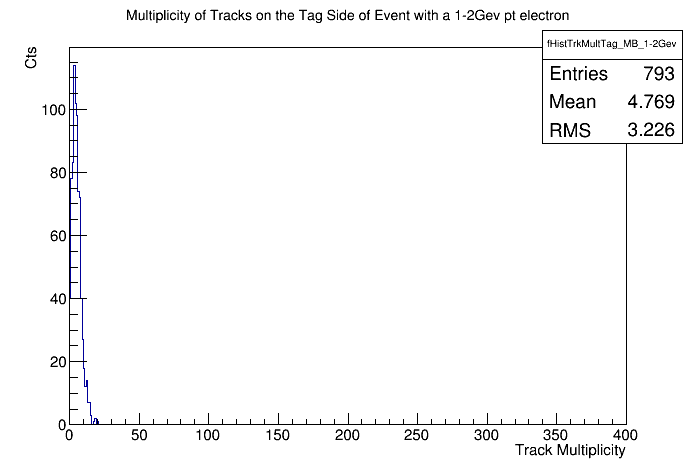 Multiplicity of Tracks on the Tag Side of Event with a 1-2Gev pt electron
fHistTrkMultTag_MB_1-2Gev
Entries 793
Mean 4.769
RMS 3.226
Cts
100
80
60
40
20
0
0 50 100 150 200 250 300 350 400
Track Multiplicity